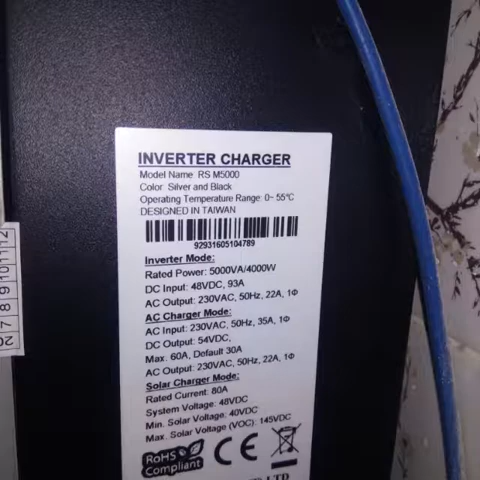 INVERTER CHARGER
Model Name: RS M5000
Color: Silver and Black
Operating Temperature Range: 0~ 55°C
DESIGNED IN TAIWAN
92931605104789
Inverter Mode:
Rated Power: 5000VA/4000W
DC Input: 48VDC, 93A
AC Output: 230VAC, 50Hz, 22A, 1Φ
AC Charger Mode:
AC Input: 230VAC, 50Hz, 35A, 1Φ
DC Output: 54VDC,
Max. 60A, Default 30A
AC Output: 230VAC, 50Hz, 22A, 1Φ
Solar Charger Mode:
Rated Current: 80A
System Voltage: 48VDC
Min. Solar Voltage: 40VDC
Max. Solar Voltage (VOC): 145VDC
RoHS
Compliant
CE
7 8 9 10 11 12